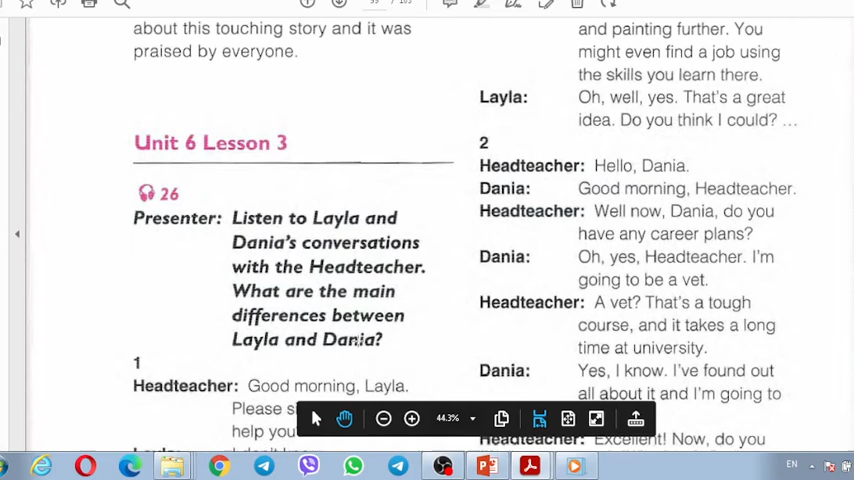 about this touching story and it was
praised by everyone.
Unit 6 Lesson 3
26
Presenter: Listen to Layla and
Dania's conversations
with the Headteacher.
What are the main
differences between
Layla and Dania?
1
Headteacher: Good morning, Layla.
Please s
help you
and painting further. You
might even find a job using
the skills you learn there.
Layla: Oh, well, yes. That's a great
idea. Do you think I could? ...
2
Headteacher: Hello, Dania.
Dania: Good morning, Headteacher.
Headteacher: Well now, Dania, do you
have any career plans?
Dania: Oh, yes, Headteacher. I'm
going to be a vet.
Headteacher: A vet? That's a tough
course, and it takes a long
time at university.
Dania: Yes, I know. I've found out
all about it and I'm going to
Headteacher: Excellent! Now, do you
44.3%
EN